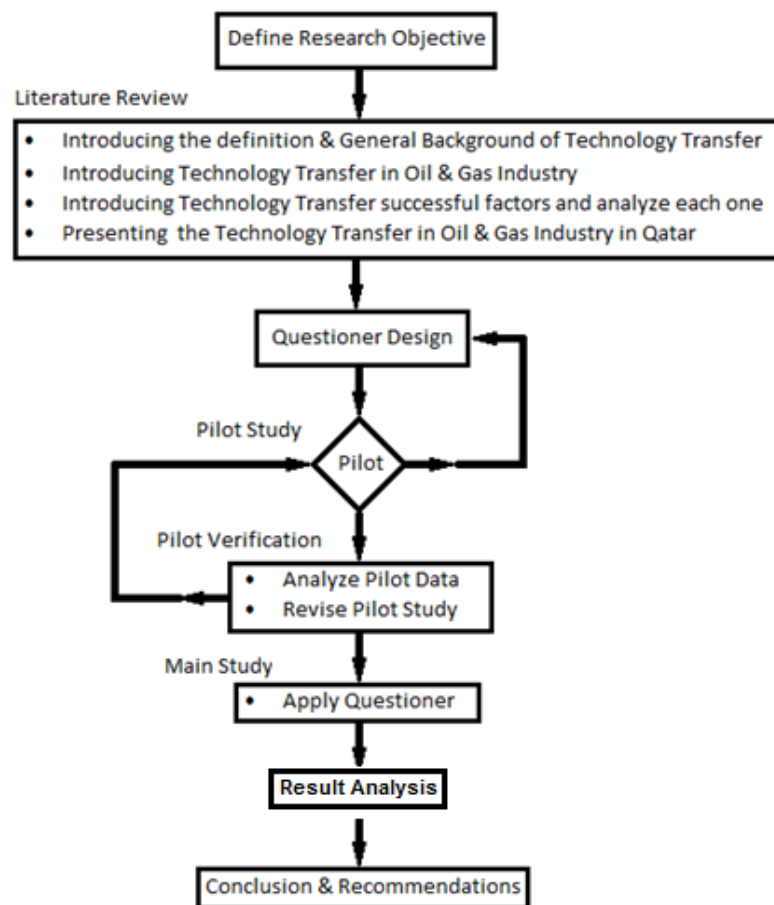 Define Research Objective
Literature Review
• Introducing the definition & General Background of Technology Transfer
• Introducing Technology Transfer in Oil & Gas Industry
• Introducing Technology Transfer successful factors and analyze each one
• Presenting the Technology Transfer in Oil & Gas Industry in Qatar
Questioner Design
Pilot Study
Pilot
Pilot Verification
• Analyze Pilot Data
• Revise Pilot Study
Main Study
• Apply Questioner
Result Analysis
Conclusion & Recommendations